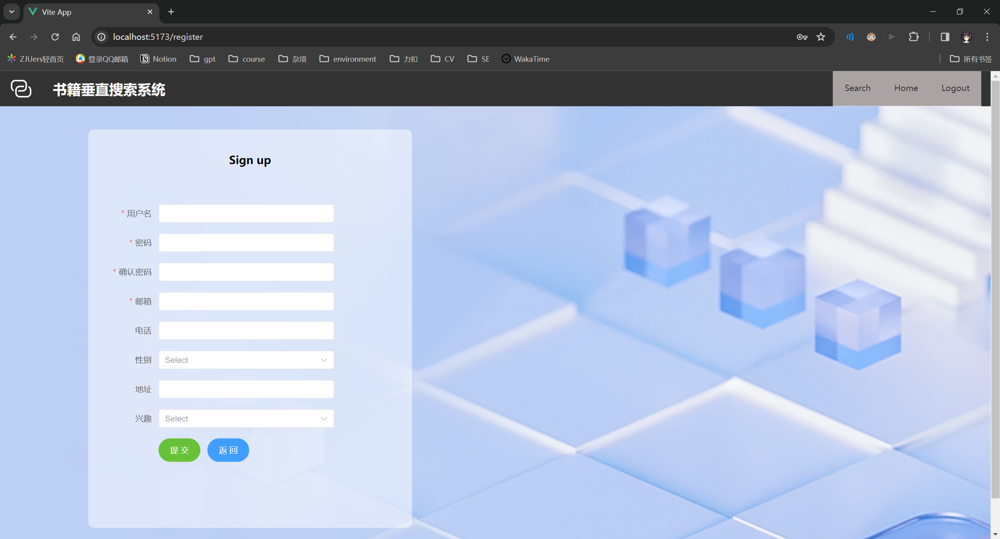 Vite App
localhost:5173/register
ZJUers轻首页 登录QQ邮箱 Notion gpt course 杂项 environment 力扣 CV SE WakaTime 所有书签
书籍垂直搜索系统 Search Home Logout
Sign up
* 用户名
* 密码
* 确认密码
* 邮箱
电话
性别 Select
地址
兴趣 Select
提 交 返 回